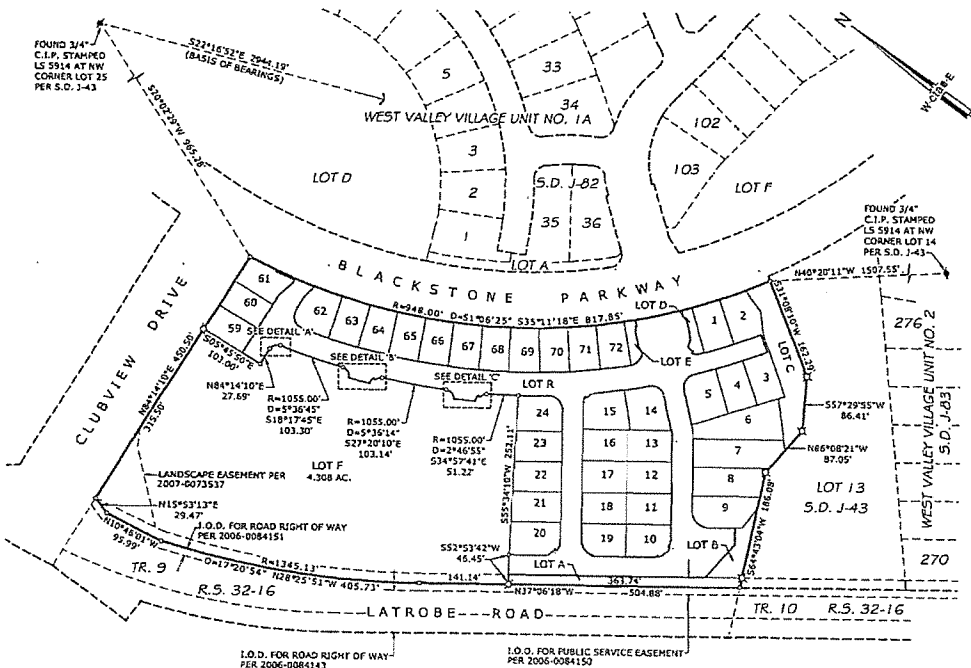 FOUND 3/4"
C.I.P. STAMPED
LS 5914 AT NW
CORNER LOT 25
PER S.D. J-43
S22°16'52"E 2944.19'
(BASIS OF BEARINGS)
S20°02'29"W 965.28'
N
5
33
34
WEST VALLEY VILLAGE UNIT NO. 1A
102
103
3
2
1
LOT D
S.D. J-82
35
36
LOT F
LOT A
FOUND 3/4"
C.I.P. STAMPED
LS 5914 AT NW
CORNER LOT 14
PER S.D. J-43
N40°20'11"W 1507.55'
BLACKSTONE PARKWAY
R=948.00' D=51°06'25" S35°11'18"E 817.85'
LOT D
CLUBVIEW DRIVE
61
60
59
62
63
64
65
66
67
68
69
70
71
72
1
2
LOT E
LOT C
S31°08'10"W 162.29'
276
WEST VALLEY VILLAGE UNIT NO. 2
S.D. J-83
270
SEE DETAIL 'A'
SEE DETAIL 'B'
SEE DETAIL 'C'
LOT R
S05°45'50"E
103.00'
N84°14'10"E
27.69'
R=1055.00'
D=5°36'45"
S18°17'45"E
103.30'
R=1055.00'
D=5°36'14"
S27°20'10"E
103.14'
R=1055.00'
D=2°46'55"
S34°57'41"E
51.22'
N84°14'10"E 450.50'
315.50'
LOT F
4.308 AC.
S55°34'10"W 252.11'
24
23
22
21
20
15
14
16
13
17
12
18
11
19
10
5
4
3
6
7
8
9
S57°29'55"W
86.41'
N86°08'21"W
87.05'
LOT 13
S.D. J-43
S64°43'04"W 186.09'
LANDSCAPE EASEMENT PER
2007-0073537
N15°53'13"E
29.47'
I.O.D. FOR ROAD RIGHT OF WAY
PER 2006-0084151
N10°46'01"W
95.99'
R=1345.13'
D=17°20'54" N28°25'51"W 405.73'
S52°53'42"W
46.45'
LOT A
LOT B
141.14'
363.74'
N37°06'18"W 504.88'
TR. 9
R.S. 32-16
LATROBE ROAD
TR. 10 R.S. 32-16
I.O.D. FOR ROAD RIGHT OF WAY
PER 2006-0084143
I.O.D. FOR PUBLIC SERVICE EASEMENT
PER 2006-0084150